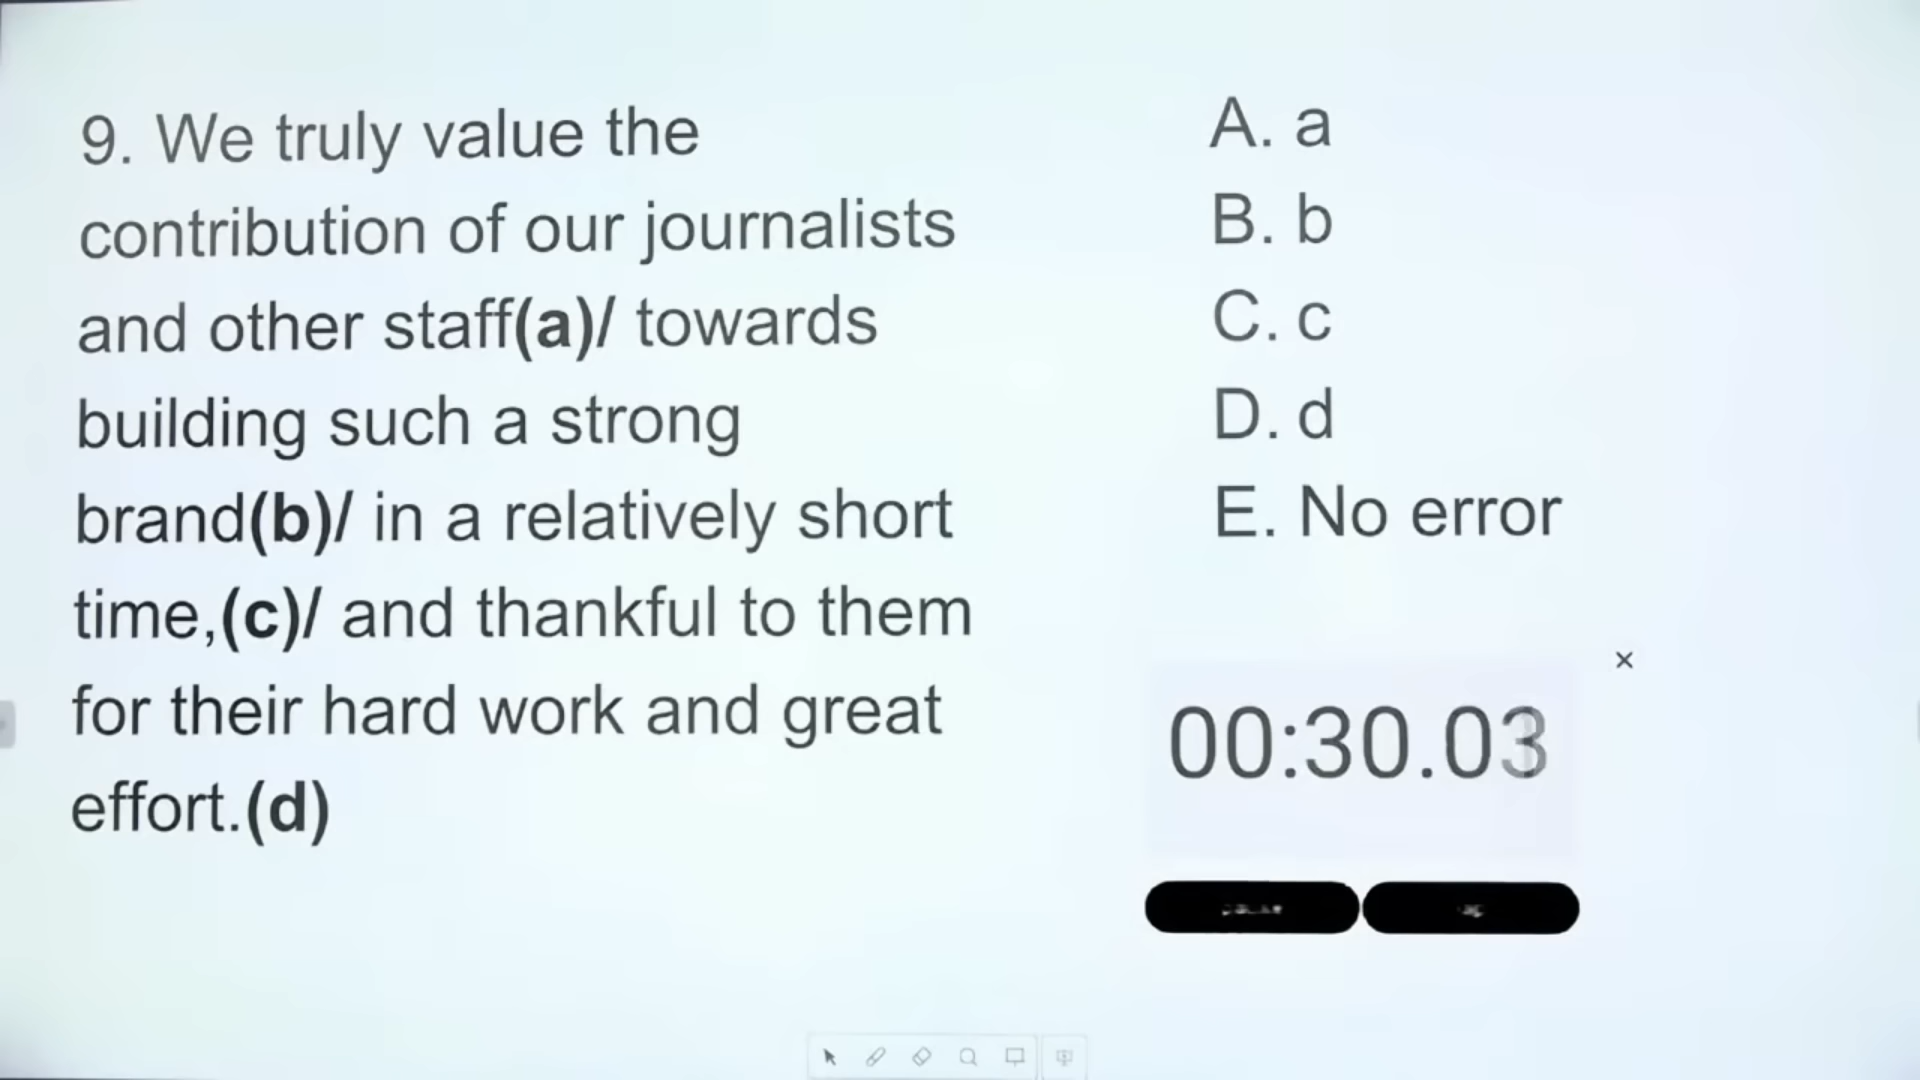 9. We truly value the
contribution of our journalists
and other staff(a)/ towards
building such a strong
brand(b)/ in a relatively short
time,(c)/ and thankful to them
for their hard work and great
effort.(d)
A. a
B. b
C. c
D. d
E. No error
×
00:30.03